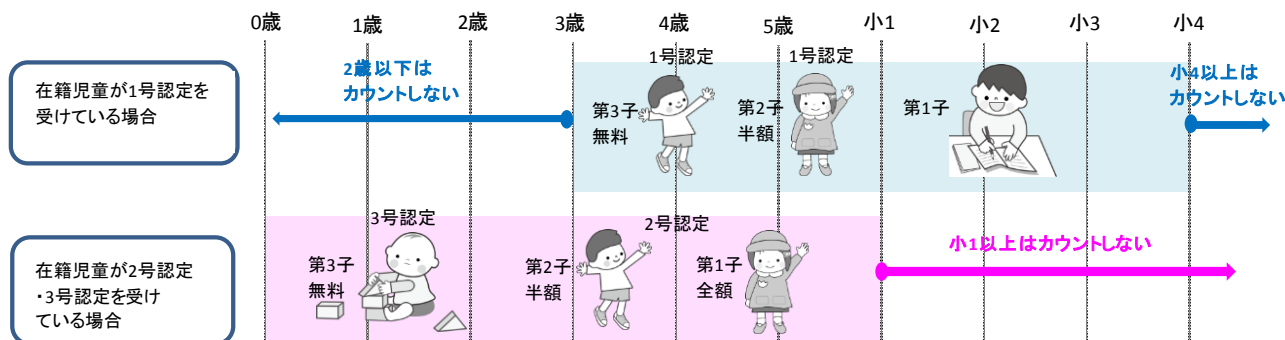 0歳
1歳
2歳
3歳
4歳
5歳
小1
小2
小3
小4
在籍児童が1号認定を
受けている場合
2歳以下は
カウントしない
1号認定
第3子
無料
1号認定
第2子
半額
第1子
小4以上は
カウントしない
在籍児童が2号認定
・3号認定を受け
ている場合
3号認定
第3子
無料
2号認定
第2子
半額
第1子
全額
小1以上はカウントしない